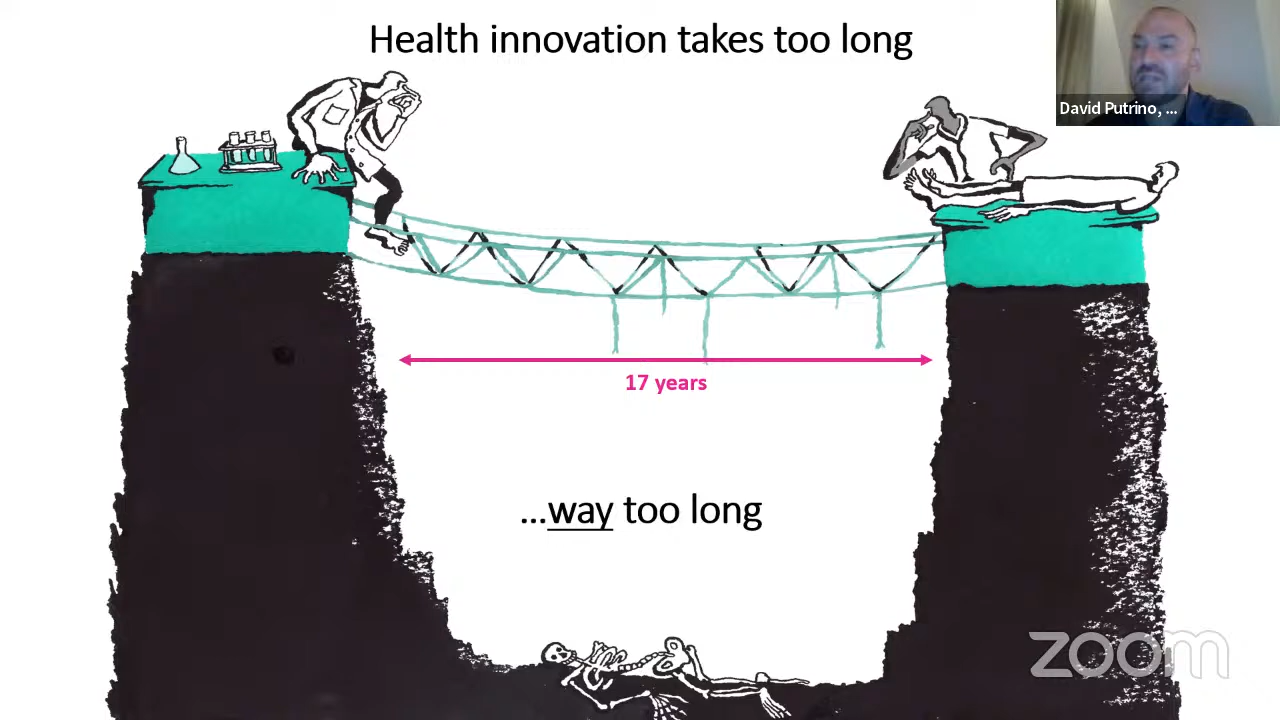 Health innovation takes too long
David Putrino, ...
17 years
...way too long
zoom